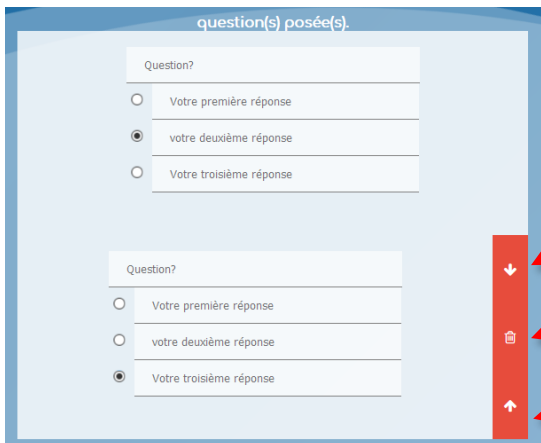 question(s) posée(s).
Question?
Votre première réponse
votre deuxième réponse
Votre troisième réponse
Question?
Votre première réponse
votre deuxième réponse
Votre troisième réponse